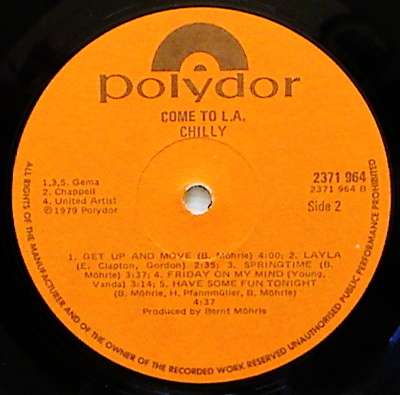 polydor
COME TO L.A.
CHILLY
1,3,5. Gema
2. Chappell
4. United Artist
℗1979 Polydor
2371 964
2371 964 B
Side 2
1. GET UP AND MOVE (B. Möhrle) 4:00; 2. LAYLA
(E. Clapton, Gordon) 2:35; 3. SPRINGTIME (B.
Möhrle) 3:37; 4. FRIDAY ON MY MIND (Young,
Vanda) 3:14; 5. HAVE SOME FUN TONIGHT
(B. Möhrle, H. Pfannmüller, B. Möhrle)
4:37
Produced by Bernt Möhrle
ALL RIGHTS OF THE MANUFACTURER AND OF THE OWNER OF THE RECORDED WORK RESERVED UNAUTHORISED PUBLIC PERFORMANCE PROHIBITED